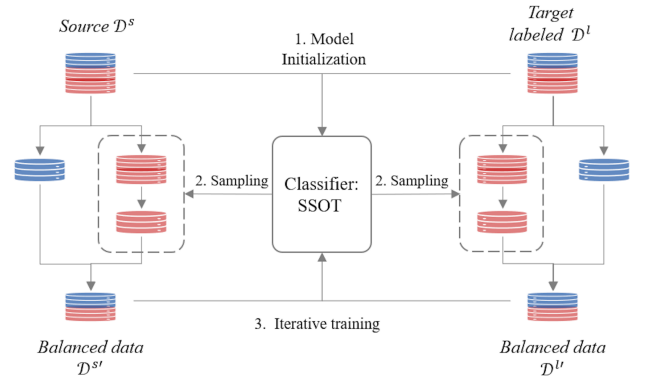 Source 𝒟ˢ
Target
labeled 𝒟ˡ
1. Model
Initialization
2. Sampling
Classifier:
SSOT
2. Sampling
3. Iterative training
Balanced data
𝒟ˢ′
Balanced data
𝒟ˡ′